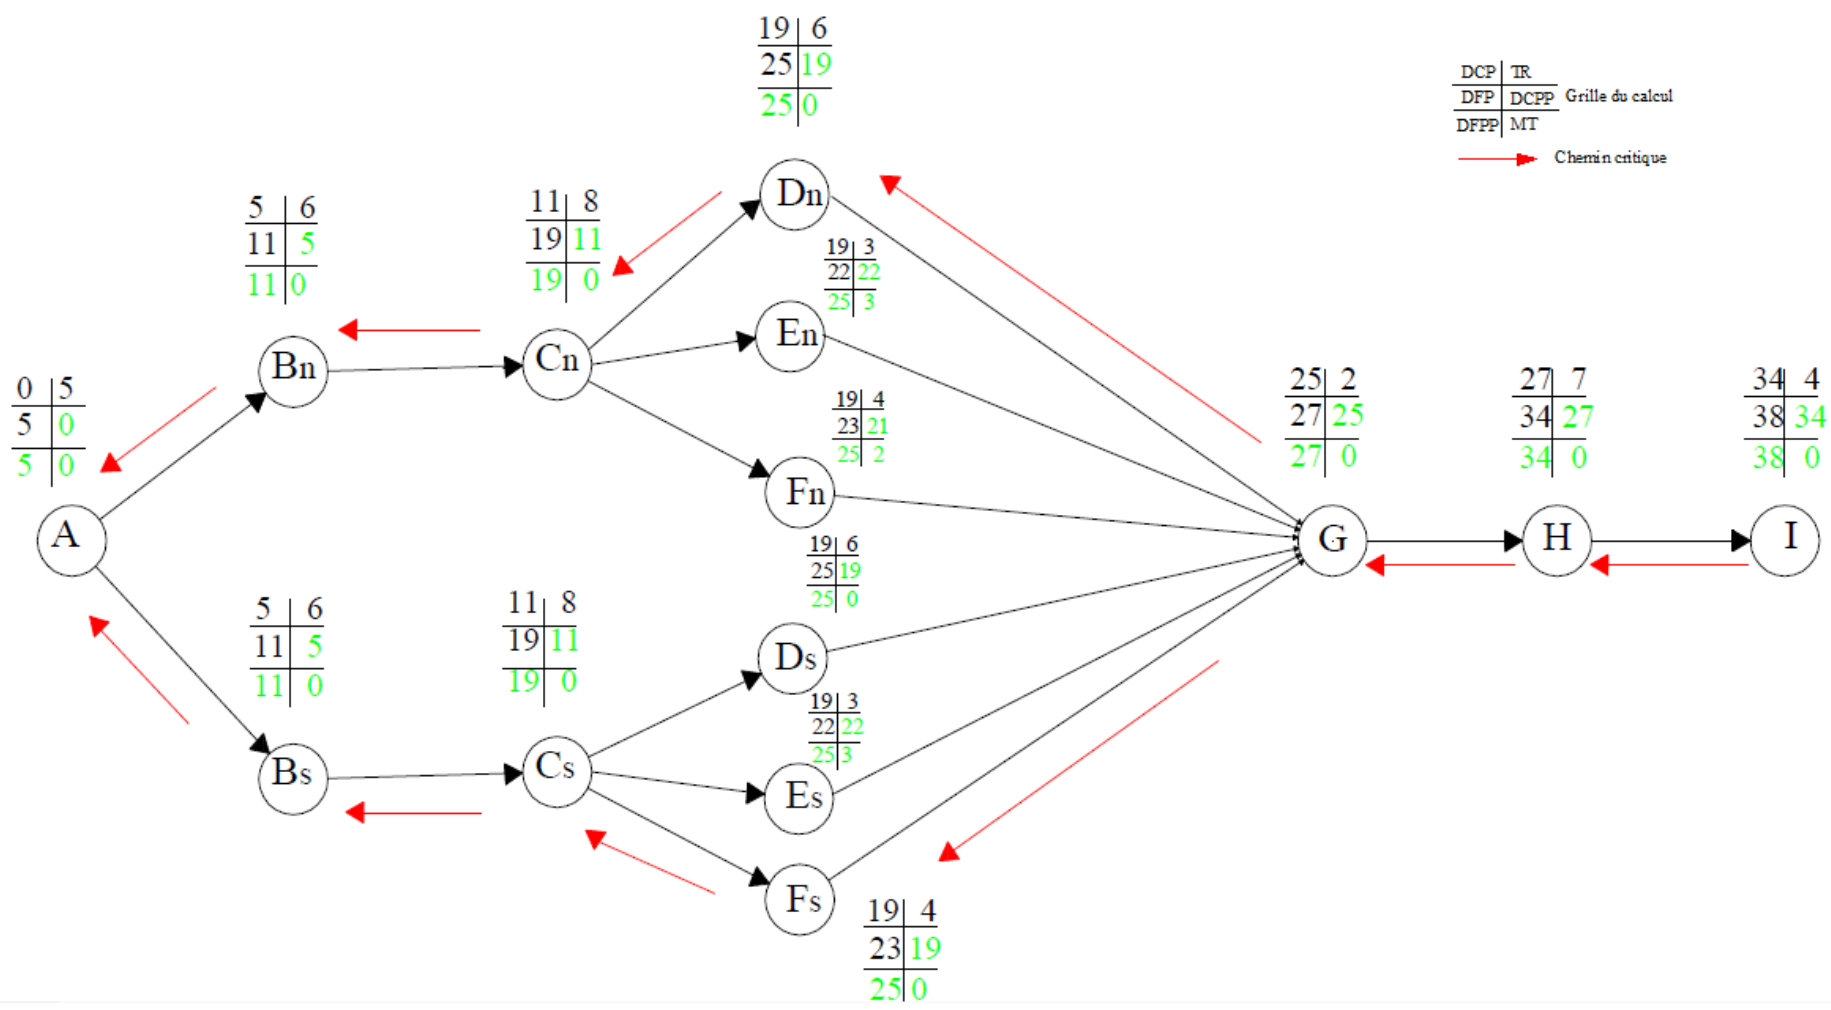 19 6
25 19
25 0
DCP TR
DFP DCPP Grille du calcul
DFPP MT
Chemin critique
Dn
5 6
11 5
11 0
11 8
19 11
19 0
19 3
22 22
25 3
En
Bn
Cn
0 5
5 0
5 0
19 4
23 21
25 2
Fn
25 2
27 25
27 0
27 7
34 27
34 0
34 4
38 34
38 0
A
G
H
I
19 6
25 19
25 0
Ds
5 6
11 5
11 0
11 8
19 11
19 0
19 3
22 22
25 3
Bs
Cs
Es
Fs
19 4
23 19
25 0